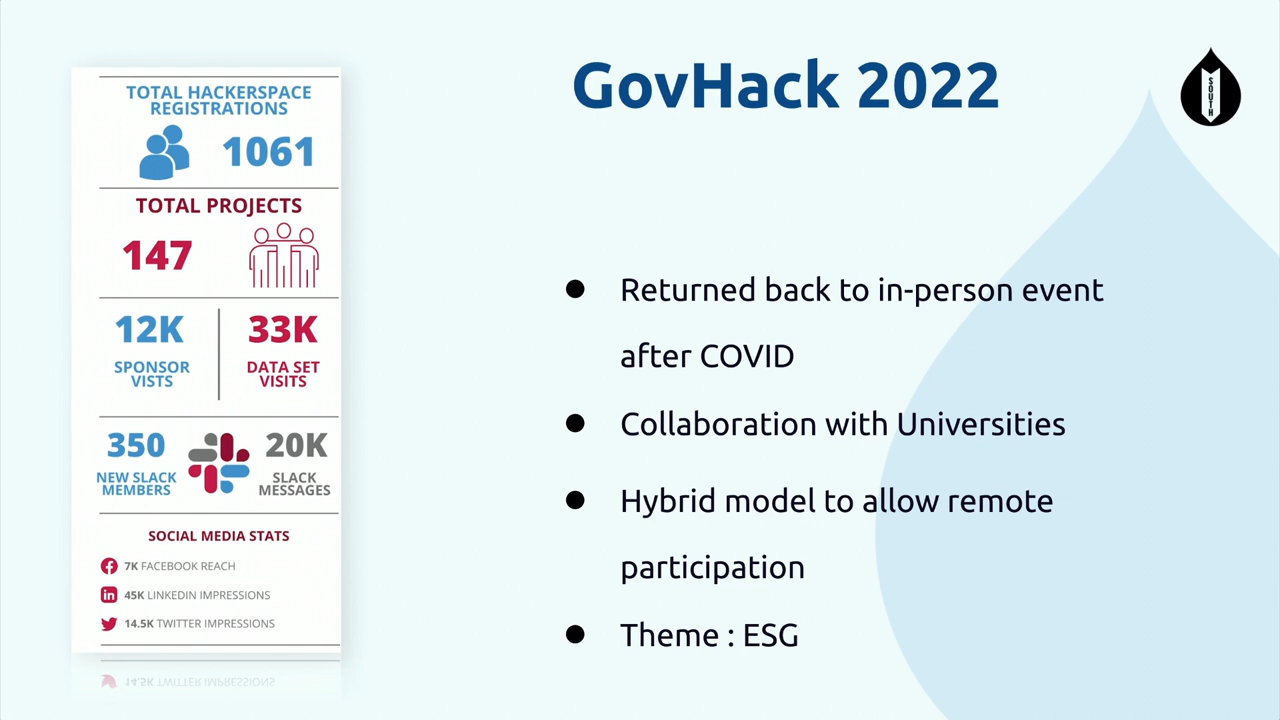 GovHack 2022
SOUTH
TOTAL HACKERSPACE
REGISTRATIONS
1061
TOTAL PROJECTS
147
12K
SPONSOR
VISTS
33K
DATA SET
VISITS
350
NEW SLACK
MEMBERS
20K
SLACK
MESSAGES
SOCIAL MEDIA STATS
7K FACEBOOK REACH
45K LINKEDIN IMPRESSIONS
14.5K TWITTER IMPRESSIONS
Returned back to in-person event
after COVID
Collaboration with Universities
Hybrid model to allow remote
participation
Theme : ESG